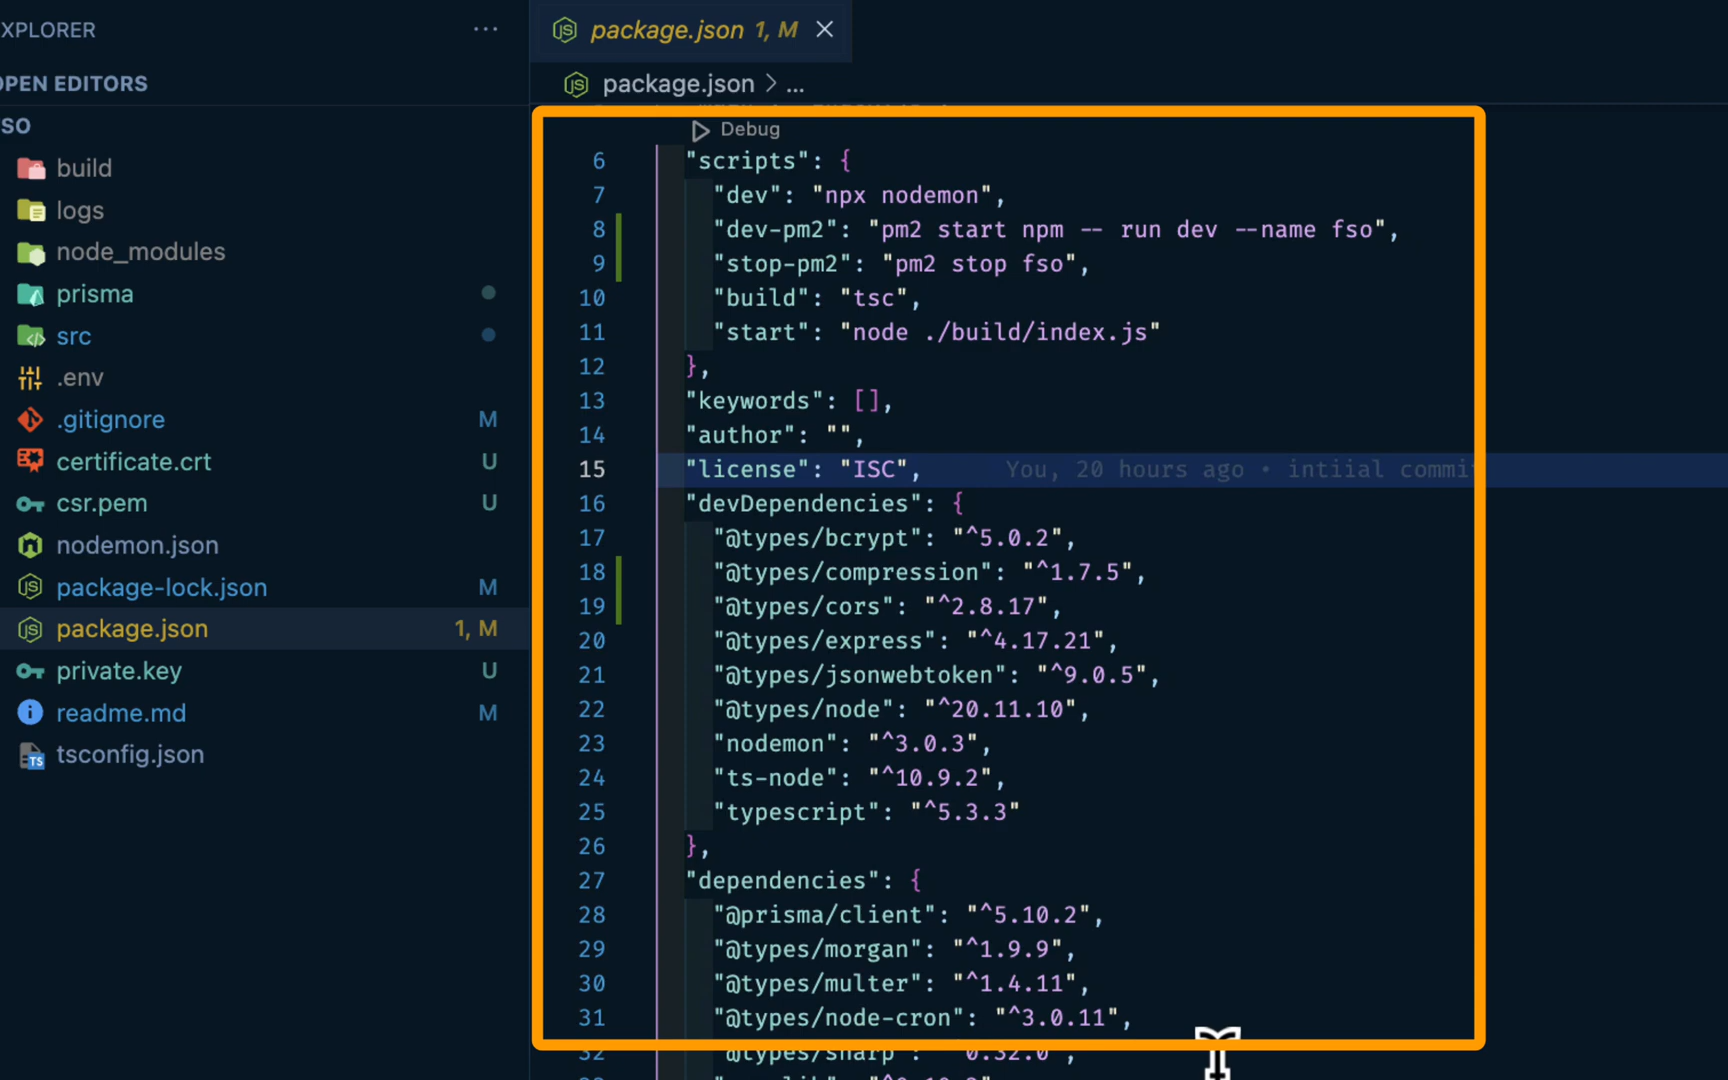 XPLORER
...
OPEN EDITORS
SO
build
logs
node_modules
prisma
src
.env
.gitignore M
certificate.crt U
csr.pem U
nodemon.json
package-lock.json M
package.json 1, M
private.key U
readme.md M
tsconfig.json
package.json 1, M
package.json > ...
Debug
6 "scripts": {
7 "dev": "npx nodemon",
8 "dev-pm2": "pm2 start npm -- run dev --name fso",
9 "stop-pm2": "pm2 stop fso",
10 "build": "tsc",
11 "start": "node ./build/index.js"
12 },
13 "keywords": [],
14 "author": "",
15 "license": "ISC", You, 20 hours ago • intiial commit
16 "devDependencies": {
17 "@types/bcrypt": "^5.0.2",
18 "@types/compression": "^1.7.5",
19 "@types/cors": "^2.8.17",
20 "@types/express": "^4.17.21",
21 "@types/jsonwebtoken": "^9.0.5",
22 "@types/node": "^20.11.10",
23 "nodemon": "^3.0.3",
24 "ts-node": "^10.9.2",
25 "typescript": "^5.3.3"
26 },
27 "dependencies": {
28 "@prisma/client": "^5.10.2",
29 "@types/morgan": "^1.9.9",
30 "@types/multer": "^1.4.11",
31 "@types/node-cron": "^3.0.11",
32 "@types/sharp" "0.32.0",